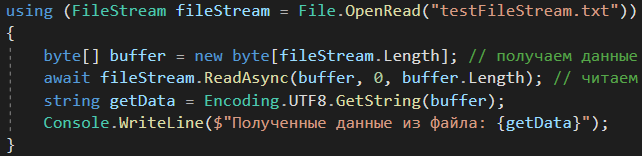 using (FileStream fileStream = File.OpenRead("testFileStream.txt"))
{
byte[] buffer = new byte[fileStream.Length]; // получаем данные
await fileStream.ReadAsync(buffer, 0, buffer.Length); // читаем
string getData = Encoding.UTF8.GetString(buffer);
Console.WriteLine($"Полученные данные из файла: {getData}");
}